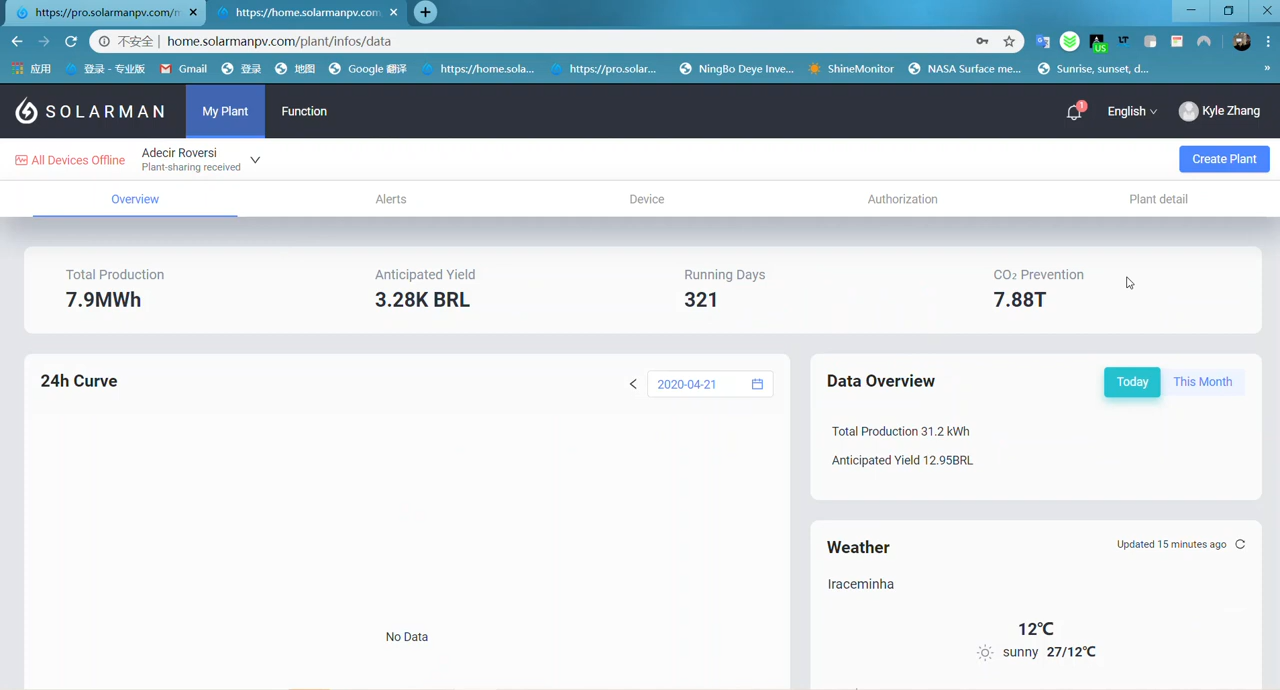 https://pro.solarmanpv.com/m
https://home.solarmanpv.com
不安全 | home.solarmanpv.com/plant/infos/data
US
LT
应用
登录 - 专业版
Gmail
登录
地图
Google 翻译
https://home.sola...
https://pro.solar...
NingBo Deye Inve...
ShineMonitor
NASA Surface me...
Sunrise, sunset, d...
»
SOLARMAN
My Plant
Function
1
English
Kyle Zhang
All Devices Offline
Adecir Roversi
Plant-sharing received
Create Plant
Overview
Alerts
Device
Authorization
Plant detail
Total Production
7.9MWh
Anticipated Yield
3.28K BRL
Running Days
321
CO₂ Prevention
7.88T
24h Curve
2020-04-21
No Data
Data Overview
Today
This Month
Total Production 31.2 kWh
Anticipated Yield 12.95BRL
Weather
Updated 15 minutes ago
Iraceminha
12℃
sunny 27/12℃